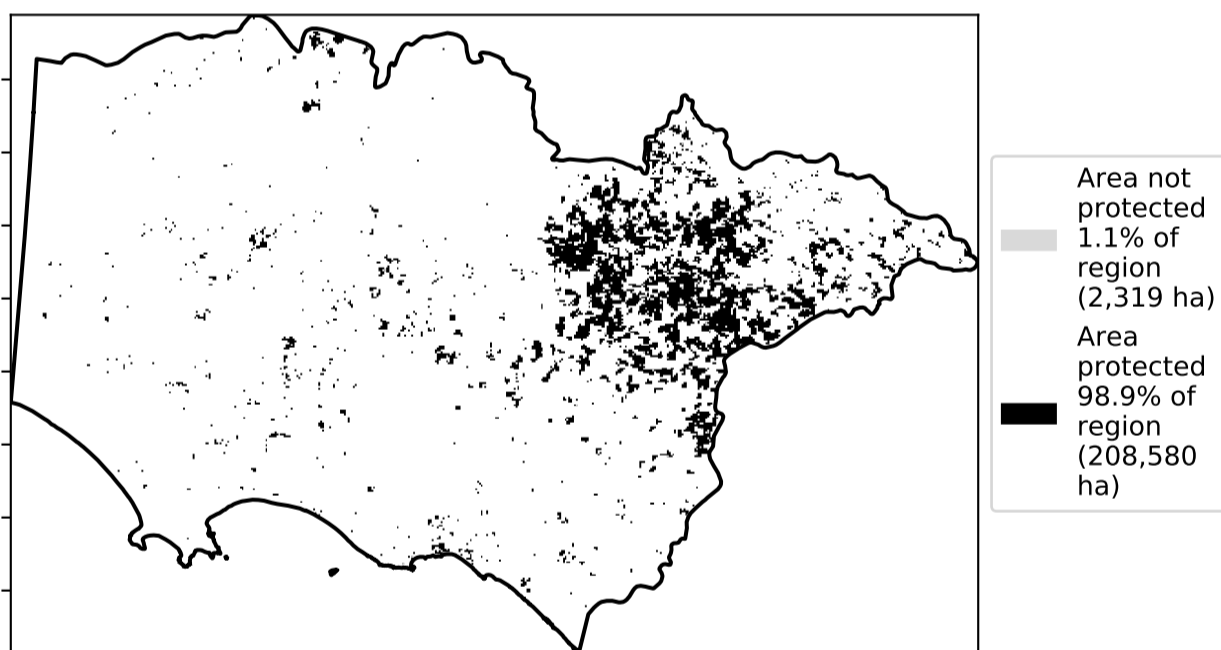 Area not
protected
1.1% of
region
(2,319 ha)
Area
protected
98.9% of
region
(208,580
ha)